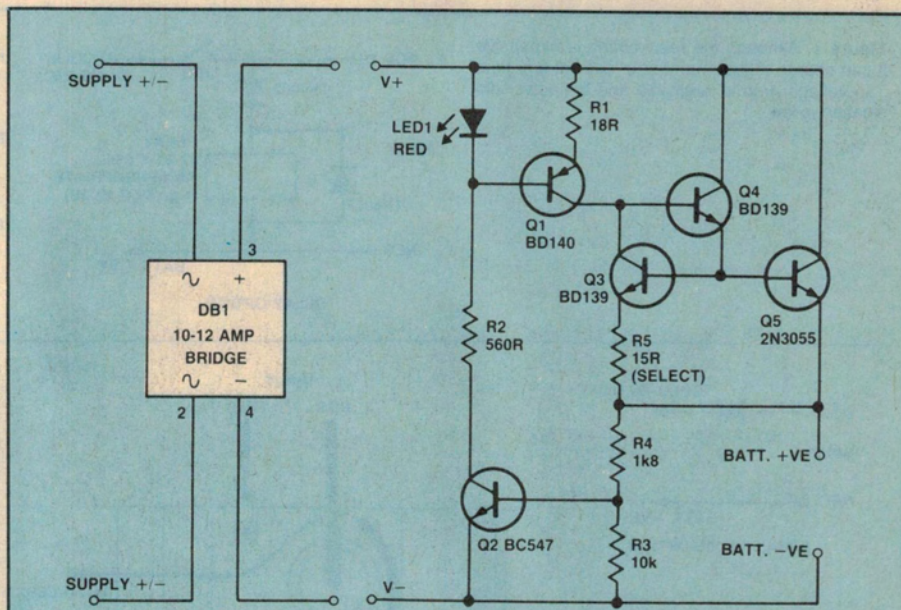 SUPPLY +/−
V+
LED1
RED
R1
18R
Q4
BD139
Q1
BD140
Q3
BD139
Q5
2N3055
3
∿ +
DB1
10-12 AMP
BRIDGE
∿ −
2 4
R2
560R
R5
15R
(SELECT)
R4
1k8
BATT. +VE
Q2 BC547
R3
10k
BATT. −VE
SUPPLY +/−
V−